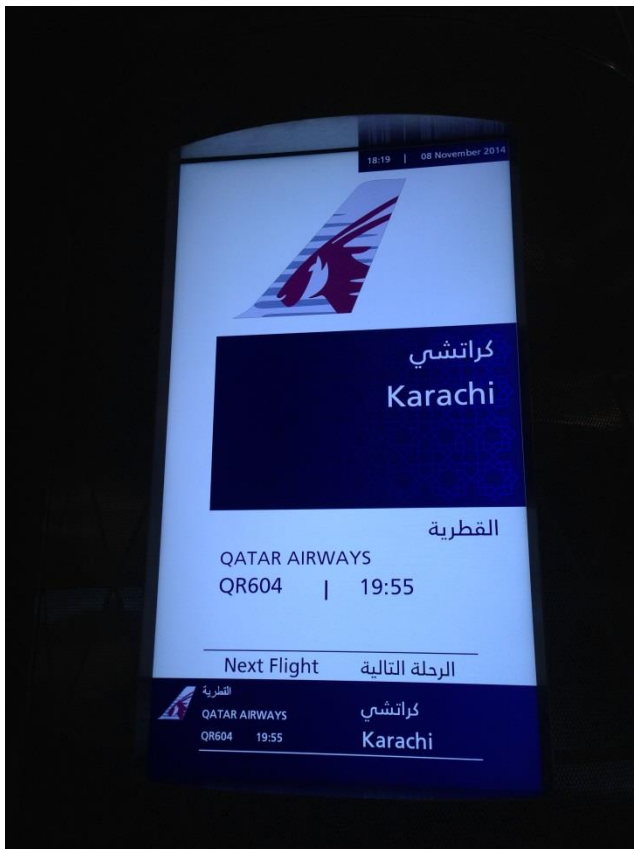 18:19 | 08 November 2014
كراتشي
Karachi
القطرية
QATAR AIRWAYS
QR604 | 19:55
Next Flight الرحلة التالية
القطرية
QATAR AIRWAYS كراتشي
QR604 19:55 Karachi